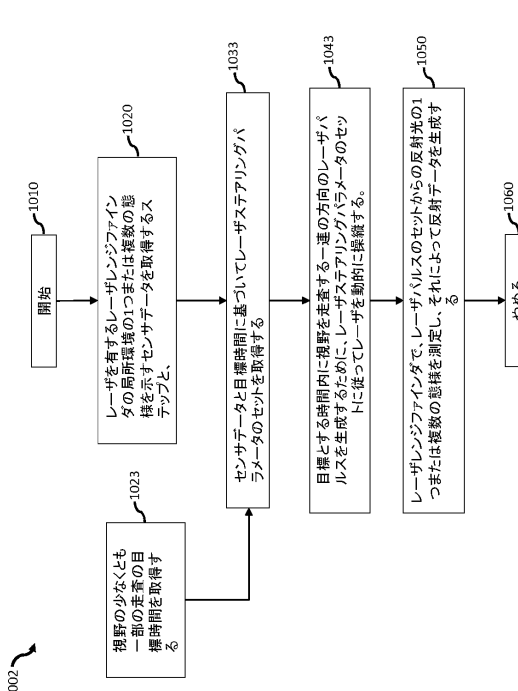 002
1010
開始
1020
レーザを有するレーザレンジファイン
ダの局所環境の1つまたは複数の態
様を示すセンサデータを取得するス
テップと、
1023
視野の少なくとも
一部の走査の目
標時間を取得す
る
1033
センサデータと目標時間に基づいてレーザステアリングパ
ラメータのセットを取得する
1043
目標とする時間内に視野を走査する一連の方向のレーザパ
ルスを生成するために、レーザステアリングパラメータのセッ
トに従ってレーザを動的に操縦する。
1050
レーザレンジファインダで、レーザパルスのセットからの反射光の1
つまたは複数の態様を測定し、それによって反射データを生成す
る
1060